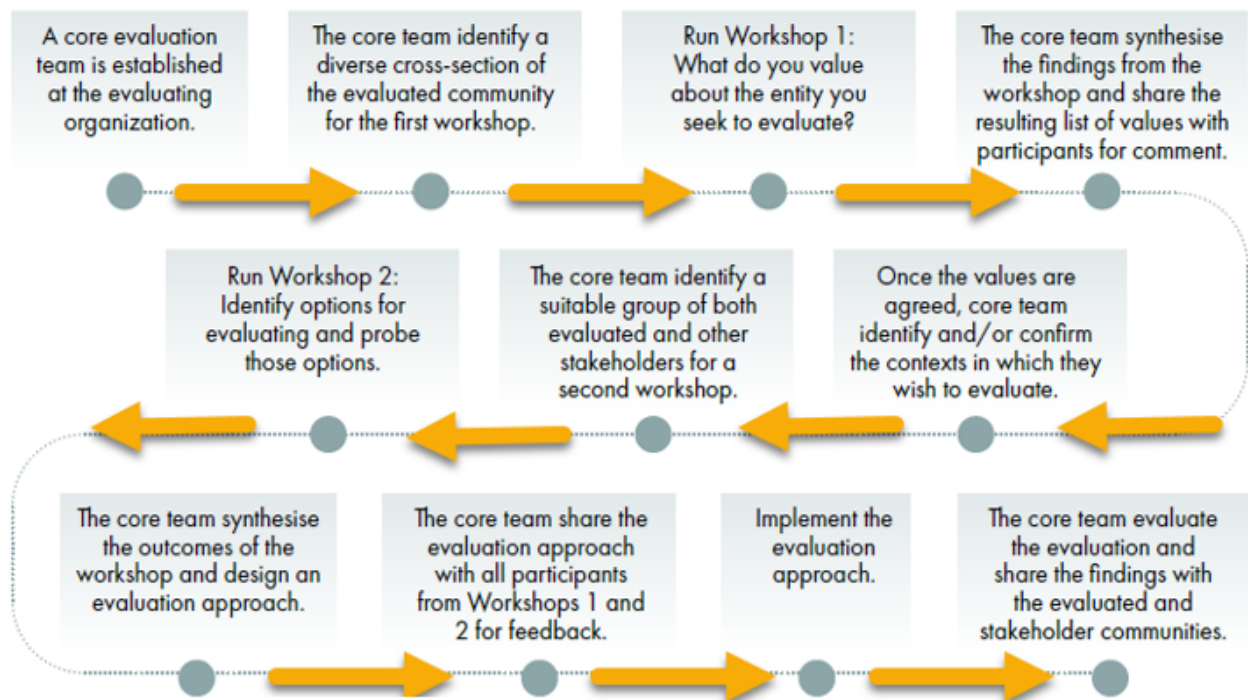 A core evaluation
team is established
at the evaluating
organization.
The core team identify a
diverse cross-section of
the evaluated community
for the first workshop.
Run Workshop 1:
What do you value
about the entity you
seek to evaluate?
The core team synthesise
the findings from the
workshop and share the
resulting list of values with
participants for comment.
Once the values are
agreed, core team
identify and/or confirm
the contexts in which they
wish to evaluate.
The core team identify a
suitable group of both
evaluated and other
stakeholders for a
second workshop.
Run Workshop 2:
Identify options for
evaluating and probe
those options.
The core team synthesise
the outcomes of the
workshop and design an
evaluation approach.
The core team share the
evaluation approach
with all participants
from Workshops 1 and
2 for feedback.
Implement the
evaluation
approach.
The core team evaluate
the evaluation and
share the findings with
the evaluated and
stakeholder communities.